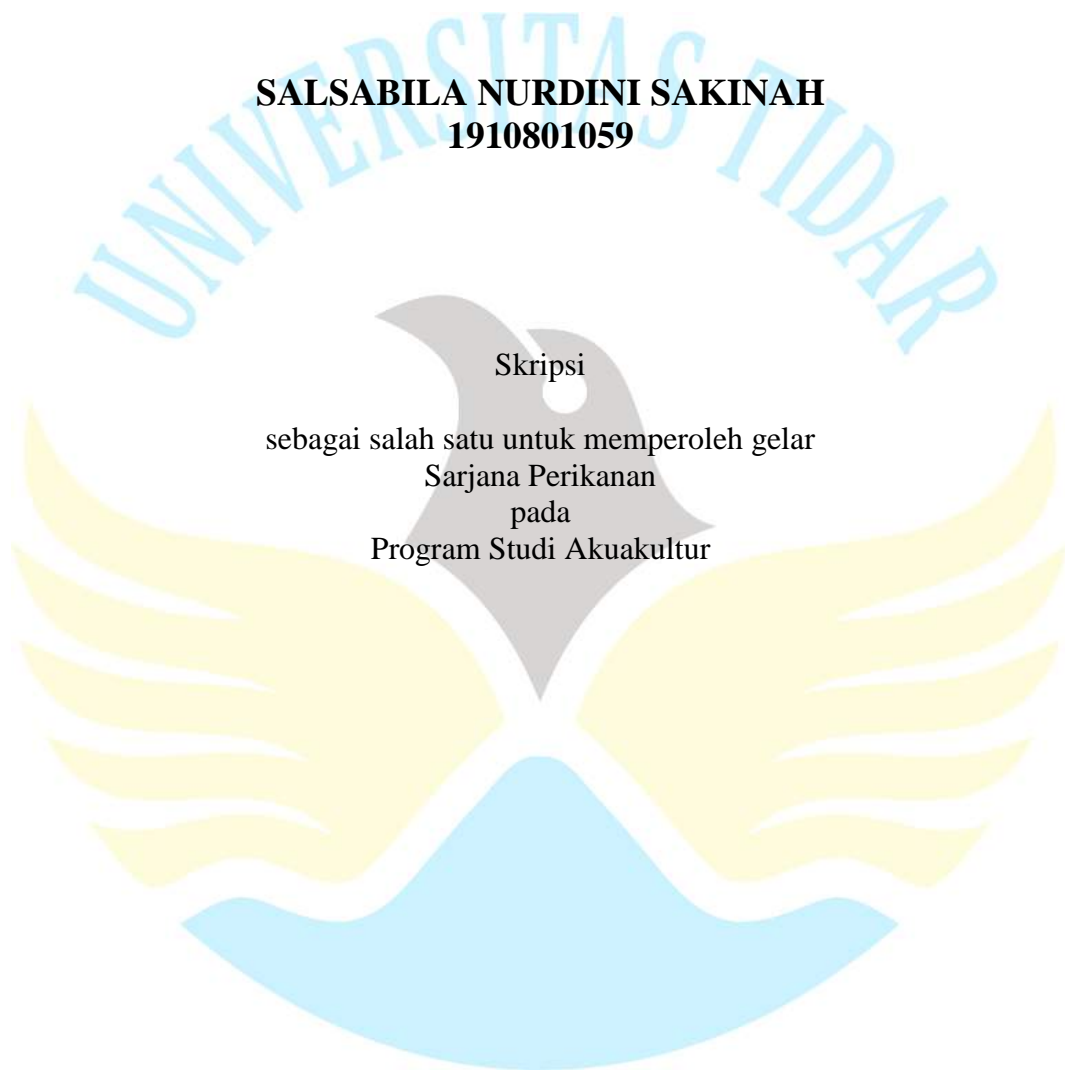 UNIVERSITAS TIDAR
SALSABILA NURDINI SAKINAH
1910801059
Skripsi
sebagai salah satu untuk memperoleh gelar
Sarjana Perikanan
pada
Program Studi Akuakultur